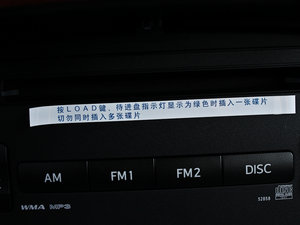 按LOAD键，待进盘指示灯显示为绿色时插入一张碟片
切勿同时插入多张碟片
AM FM1 FM2 DISC
WMA MP3 52858